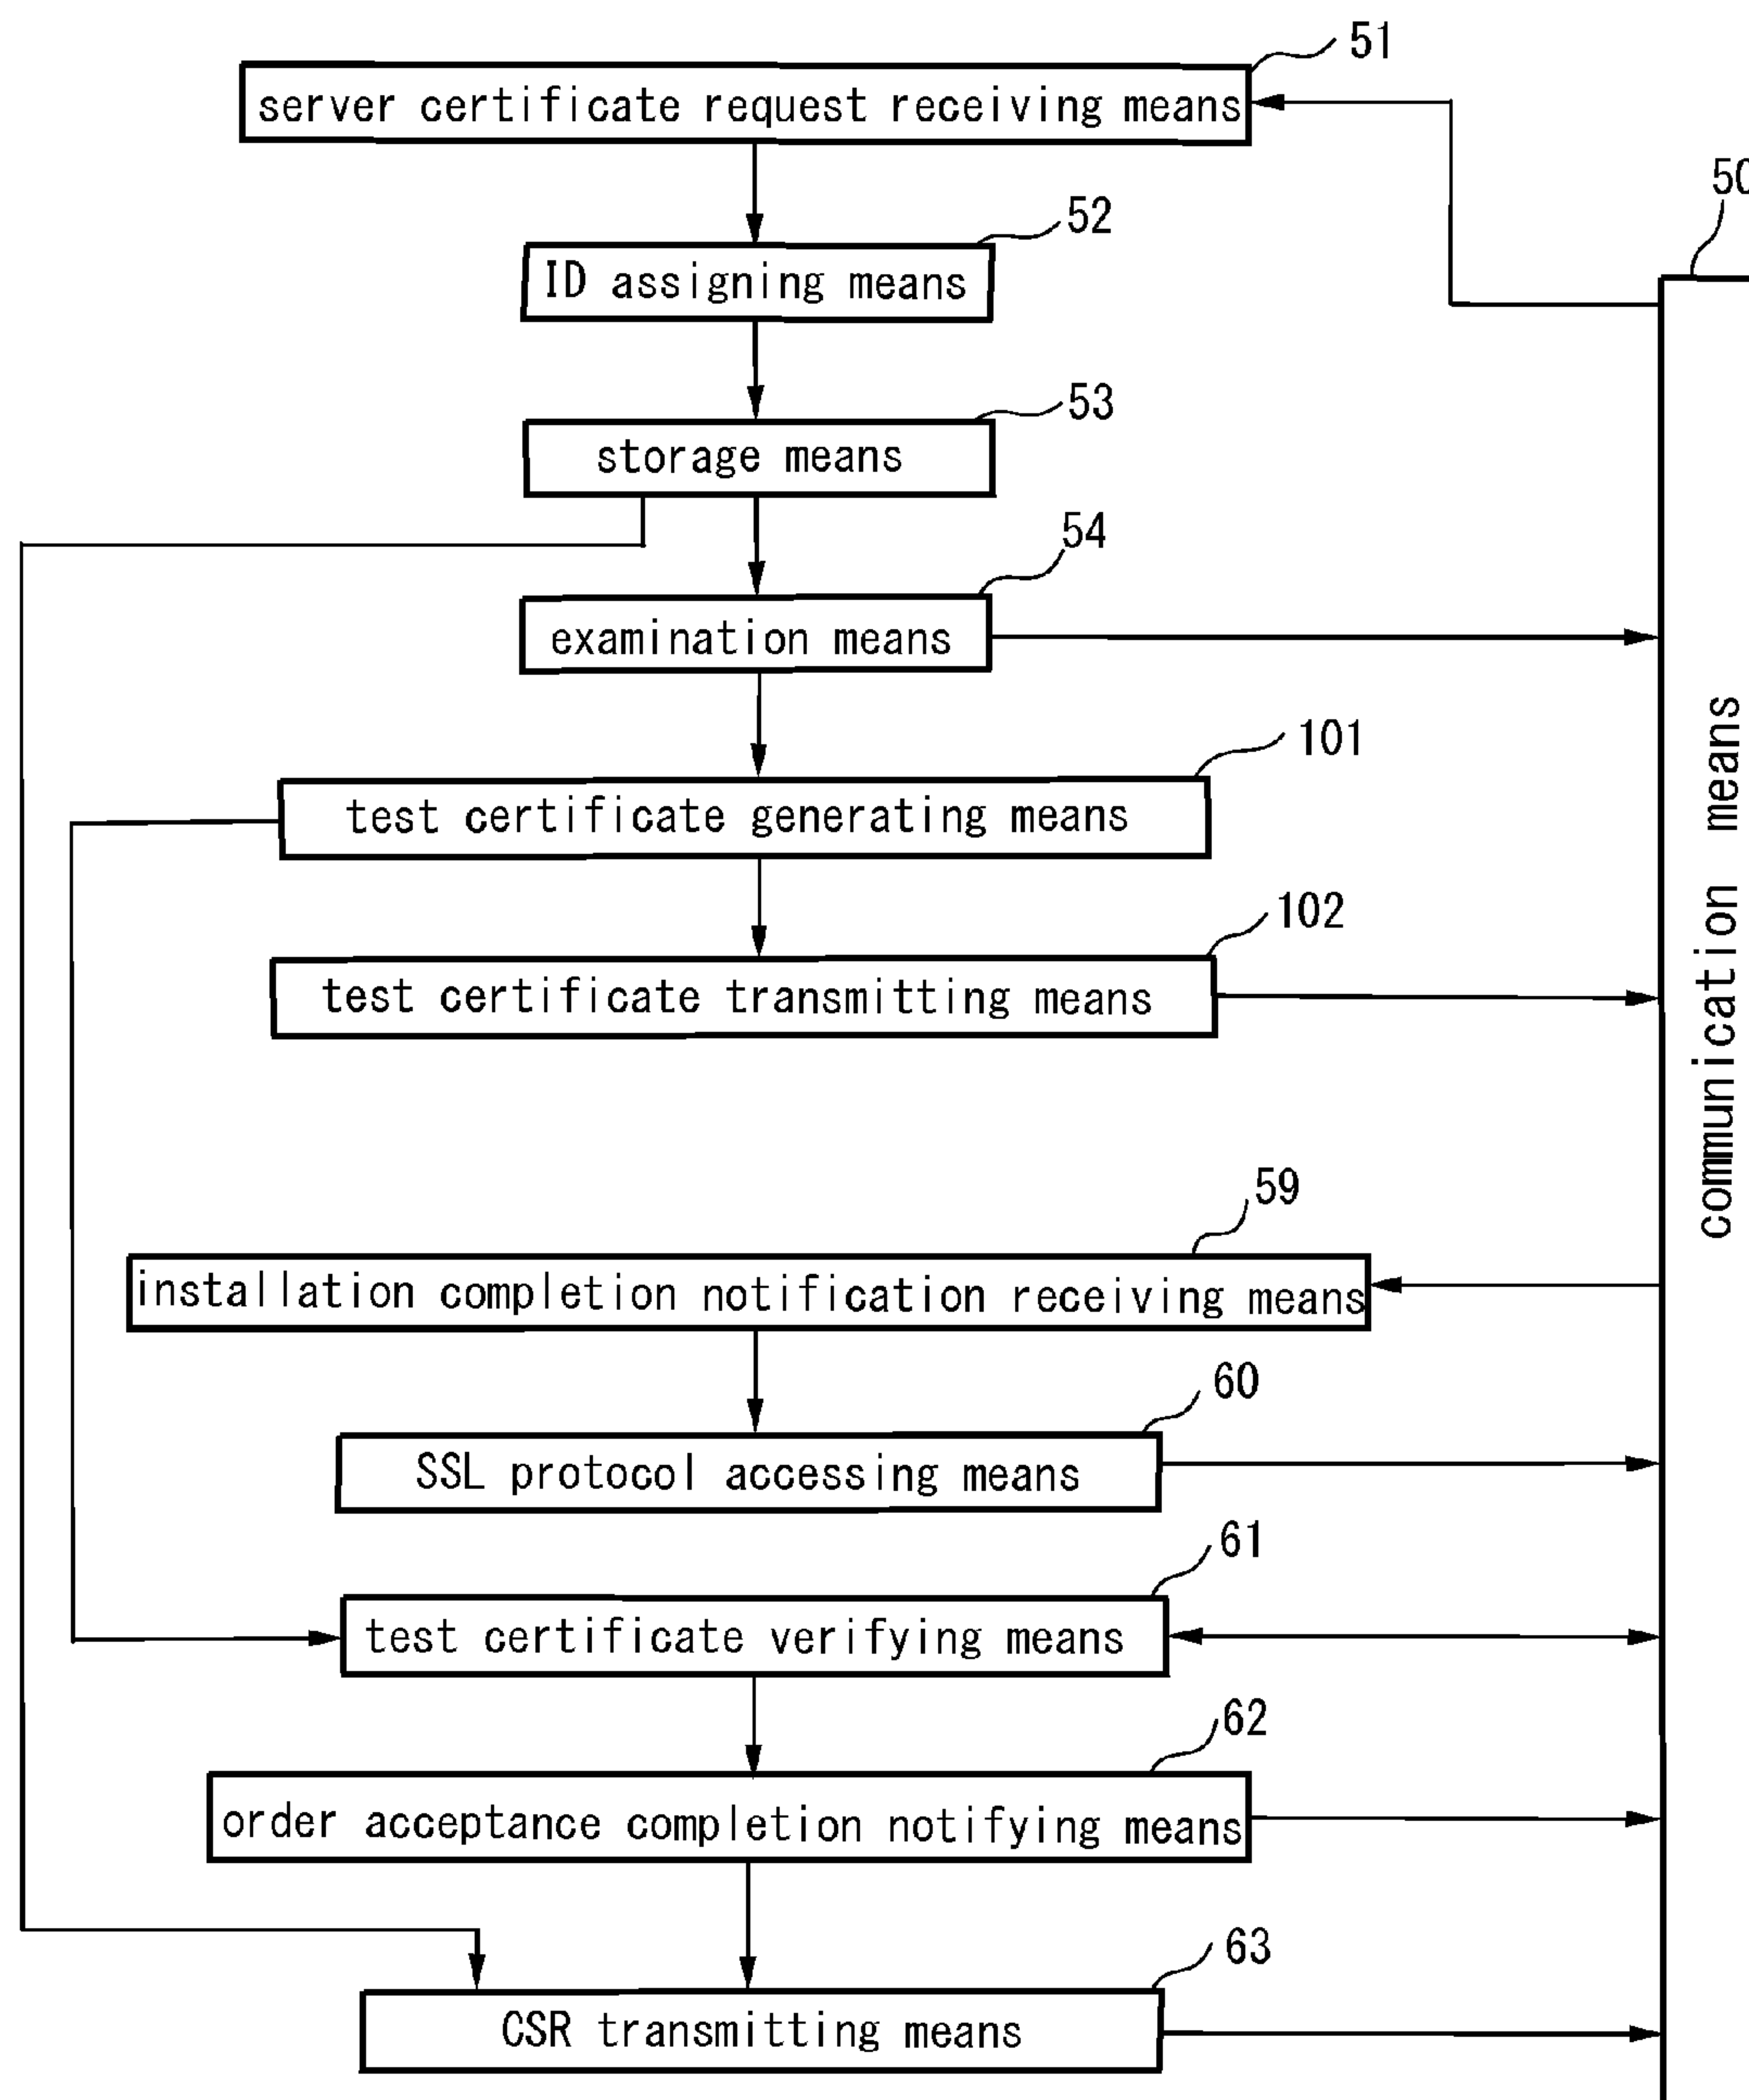 51
server certificate request receiving means
50
52
ID assigning means
53
storage means
54
examination means
101
test certificate generating means
communication means
102
test certificate transmitting means
59
installation completion notification receiving means
60
SSL protocol accessing means
61
test certificate verifying means
62
order acceptance completion notifying means
63
CSR transmitting means